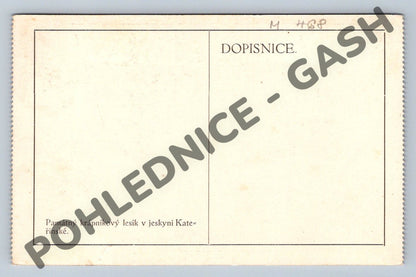 M 488
DOPISNICE.
POHLEDNICE - GASH
Památný krápníkový lesík v jeskyni Kate-
řinské.